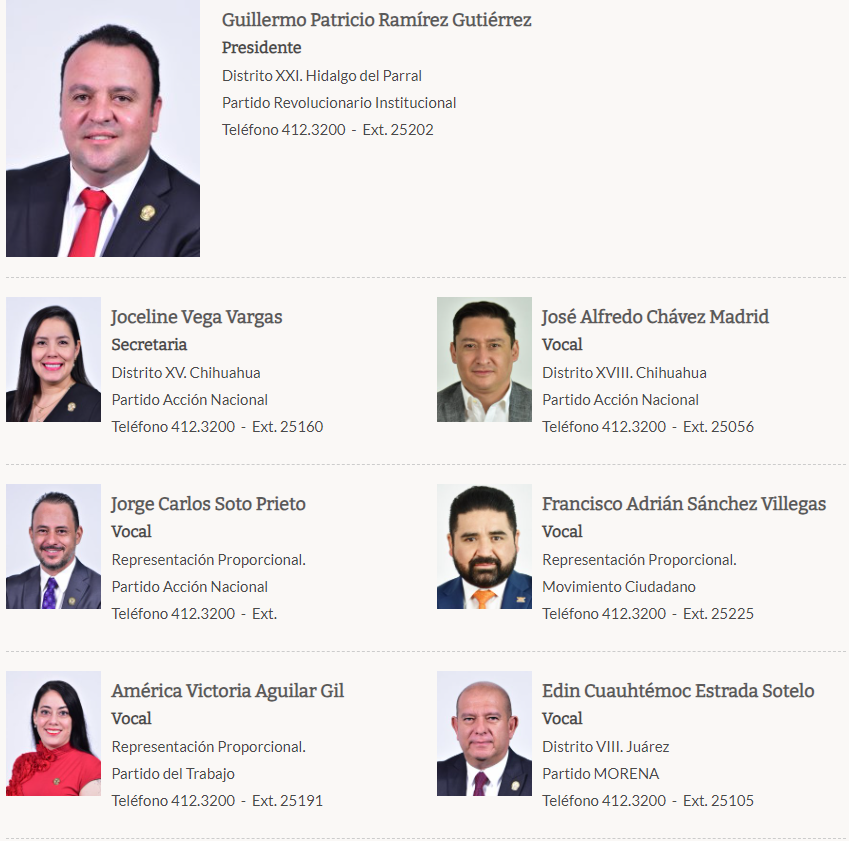 Guillermo Patricio Ramírez Gutiérrez
Presidente
Distrito XXI. Hidalgo del Parral
Partido Revolucionario Institucional
Teléfono 412.3200 - Ext. 25202
Joceline Vega Vargas
Secretaria
Distrito XV. Chihuahua
Partido Acción Nacional
Teléfono 412.3200 - Ext. 25160
José Alfredo Chávez Madrid
Vocal
Distrito XVIII. Chihuahua
Partido Acción Nacional
Teléfono 412.3200 - Ext. 25056
Jorge Carlos Soto Prieto
Vocal
Representación Proporcional.
Partido Acción Nacional
Teléfono 412.3200 - Ext.
Francisco Adrián Sánchez Villegas
Vocal
Representación Proporcional.
Movimiento Ciudadano
Teléfono 412.3200 - Ext. 25225
América Victoria Aguilar Gil
Vocal
Representación Proporcional.
Partido del Trabajo
Teléfono 412.3200 - Ext. 25191
Edin Cuauhtémoc Estrada Sotelo
Vocal
Distrito VIII. Juárez
Partido MORENA
Teléfono 412.3200 - Ext. 25105